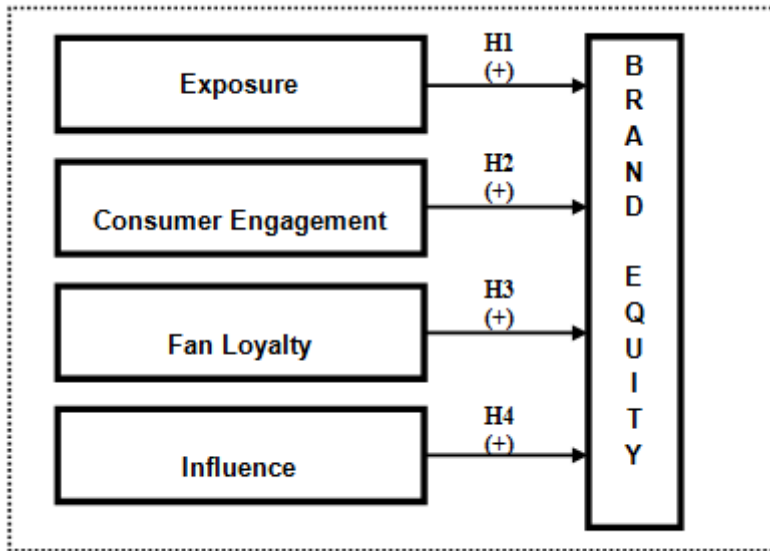 Exposure
H1
(+)
Consumer Engagement
H2
(+)
Fan Loyalty
H3
(+)
Influence
H4
(+)
B
R
A
N
D
E
Q
U
I
T
Y